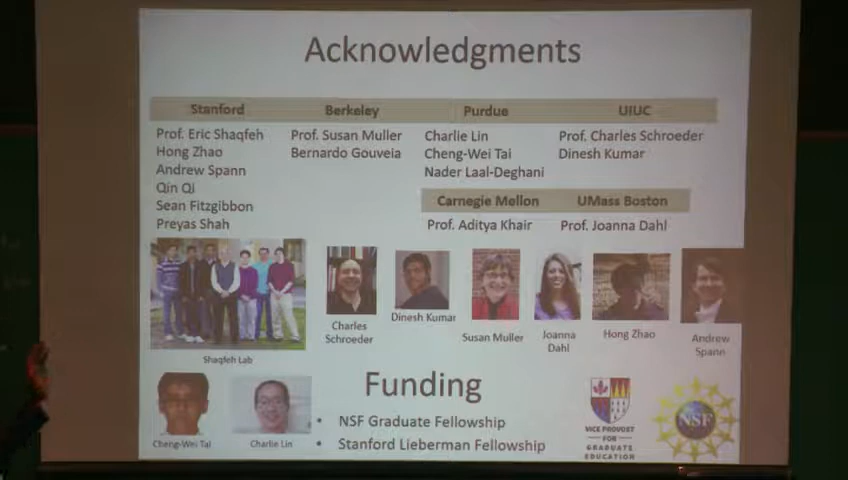 Acknowledgments
Stanford Berkeley Purdue UIUC
Prof. Eric Shaqfeh Prof. Susan Muller Charlie Lin Prof. Charles Schroeder
Hong Zhao Bernardo Gouveia Cheng-Wei Tai Dinesh Kumar
Andrew Spann Nader Laal-Deghani
Qin Qi
Carnegie Mellon UMass Boston
Sean Fitzgibbon
Preyas Shah Prof. Aditya Khair Prof. Joanna Dahl
Shaqfeh Lab
Charles
Schroeder
Dinesh Kumar
Susan Muller
Joanna
Dahl
Hong Zhao
Andrew
Spann
Cheng-Wei Tai
Charlie Lin
Funding
• NSF Graduate Fellowship
• Stanford Lieberman Fellowship
VICE PROVOST
FOR
GRADUATE
EDUCATION
NSF